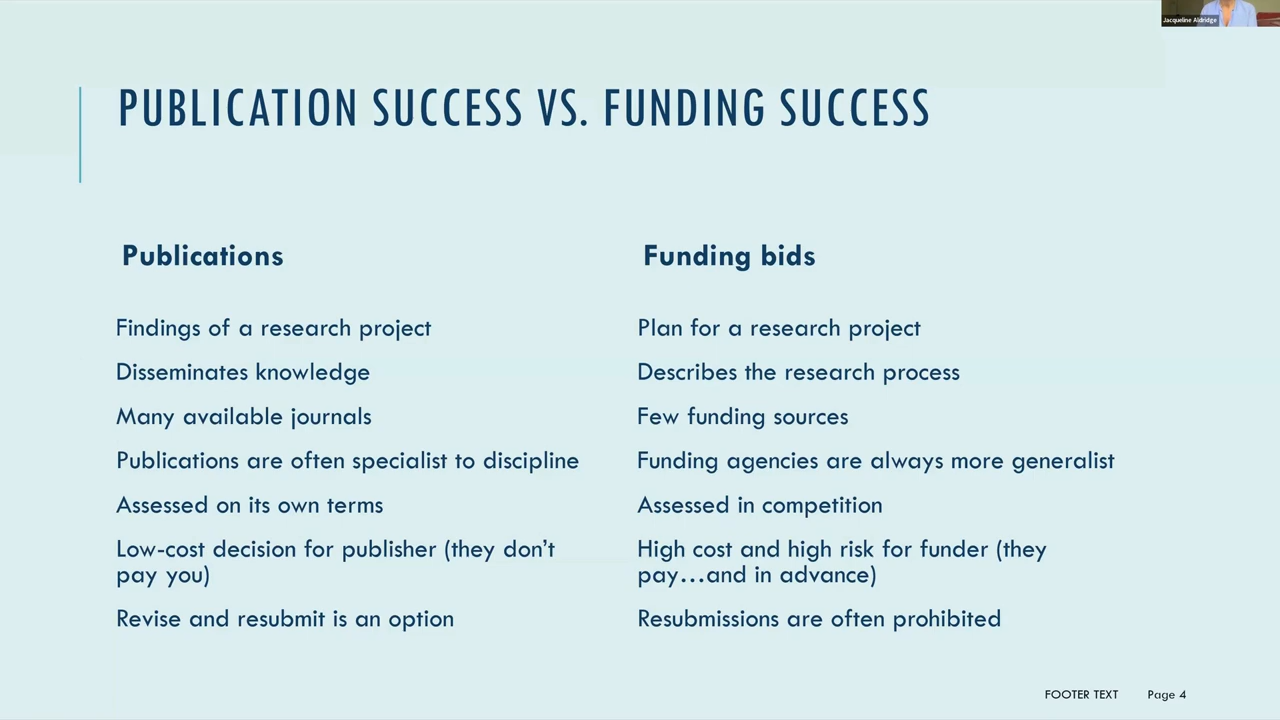 Jacqueline Aldridge
PUBLICATION SUCCESS VS. FUNDING SUCCESS
Publications
Findings of a research project
Disseminates knowledge
Many available journals
Publications are often specialist to discipline
Assessed on its own terms
Low-cost decision for publisher (they don’t
pay you)
Revise and resubmit is an option
Funding bids
Plan for a research project
Describes the research process
Few funding sources
Funding agencies are always more generalist
Assessed in competition
High cost and high risk for funder (they
pay…and in advance)
Resubmissions are often prohibited
FOOTER TEXT Page 4